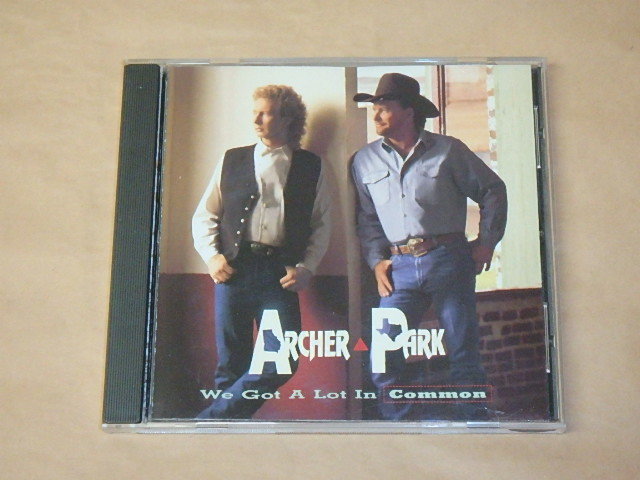 ARCHER PARK
We Got A Lot In Common